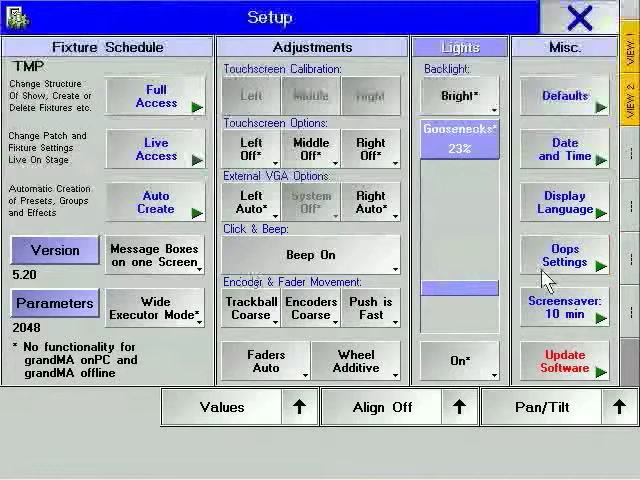 Setup
Fixture Schedule
Adjustments
Lights
Misc.
VIEW 1
VIEW 2
TMP
Change Structure
Of Show, Create or
Delete Fixtures etc.
Full
Access
Change Patch and
Fixture Settings
Live On Stage
Live
Access
Automatic Creation
of Presets, Groups
and Effects
Auto
Create
Version
5.20
Message Boxes
on one Screen
Parameters
2048
Wide
Executor Mode*
* No functionality for
grandMA onPC and
grandMA offline
Touchscreen Calibration:
Left
Middle
Right
Touchscreen Options:
Left
Off*
Middle
Off*
Right
Off*
External VGA Options:
Left
Auto*
System
Off*
Right
Auto*
Click & Beep:
Beep On
Encoder & Fader Movement:
Trackball
Coarse
Encoders
Coarse
Push is
Fast
Faders
Auto
Wheel
Additive
Backlight:
Bright*
Goosenecks*
23%
On*
Defaults
Date
and Time
Display
Language
Oops
Settings
Screensaver:
10 min
Update
Software
Values
Align Off
Pan/Tilt